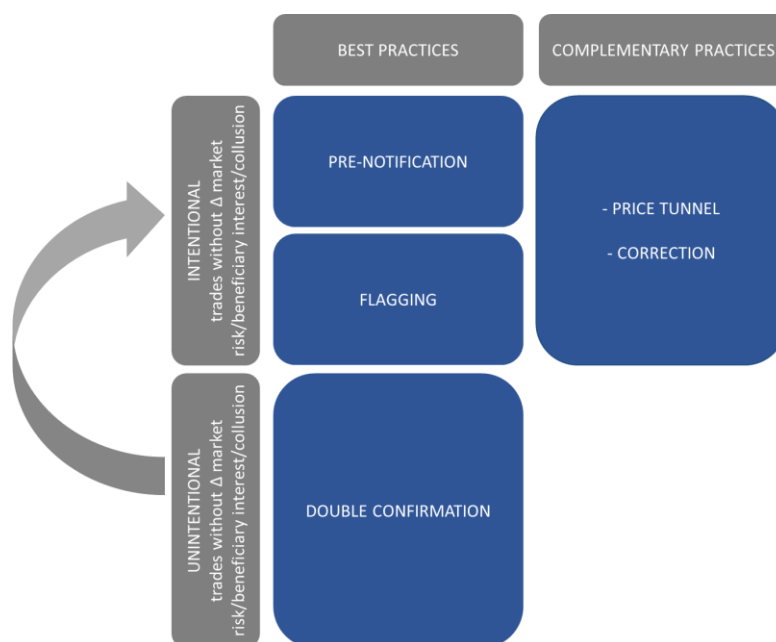 BEST PRACTICES
COMPLEMENTARY PRACTICES
INTENTIONAL
trades without Δ market
risk/beneficiary interest/collusion
PRE-NOTIFICATION
- PRICE TUNNEL
- CORRECTION
FLAGGING
UNINTENTIONAL
trades without Δ market
risk/beneficiary interest/collusion
DOUBLE CONFIRMATION